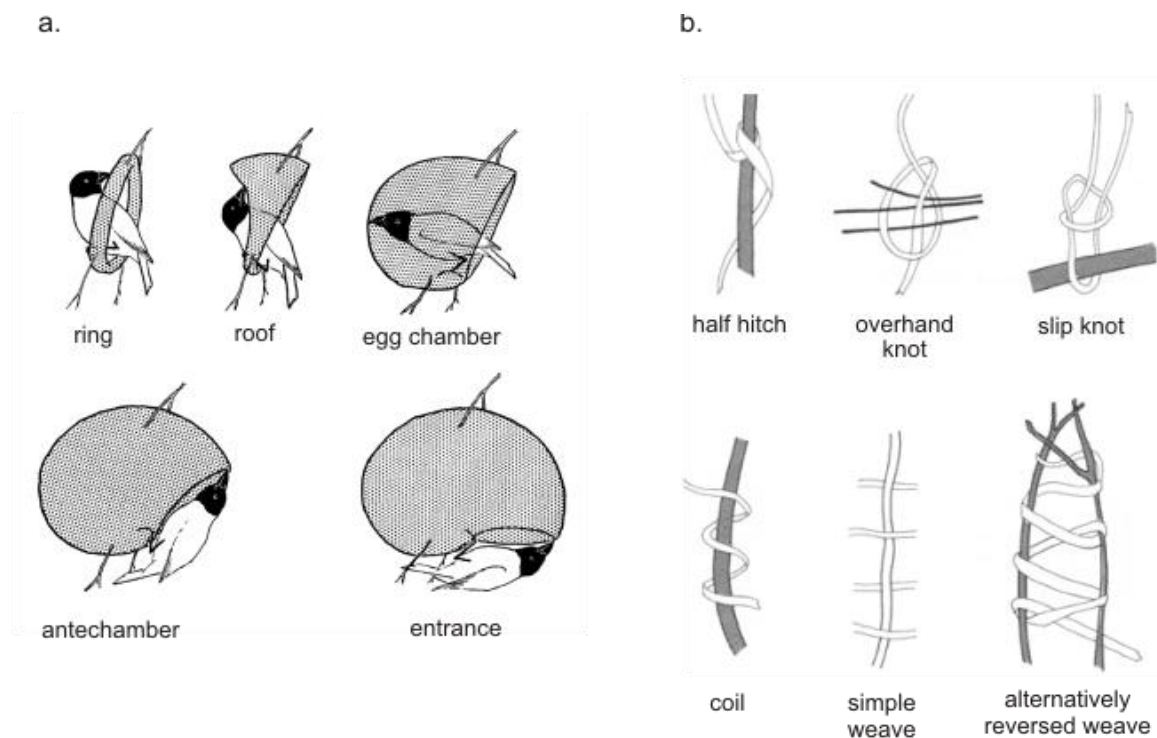 a.
ring
roof
egg chamber
antechamber
entrance
b.
half hitch
overhand
knot
slip knot
coil
simple
weave
alternatively
reversed weave